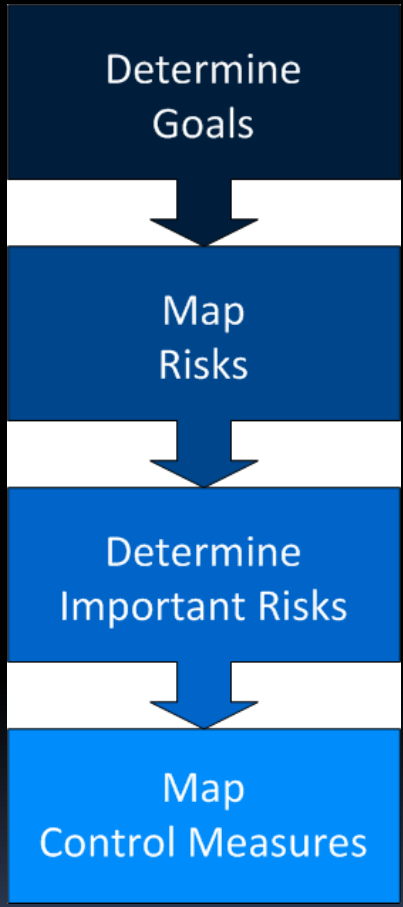 Determine
Goals
Map
Risks
Determine
Important Risks
Map
Control Measures